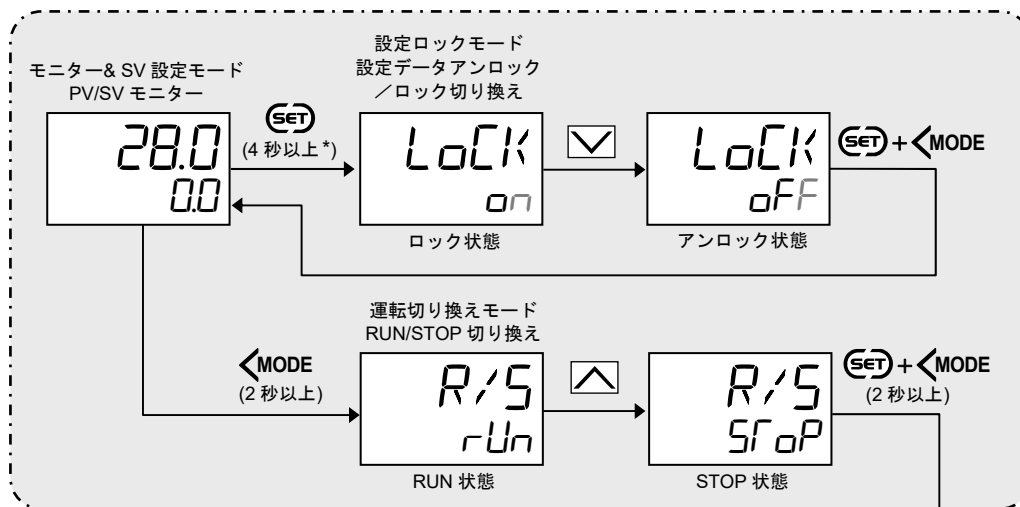 設定ロックモード
設定データアンロック
／ロック切り換え
モニター& SV 設定モード
PV/SV モニター
28.0
0.0
SET
(4 秒以上*)
LoCK
on
ロック状態
LoCK
oFF
アンロック状態
SET + <MODE
運転切り換えモード
RUN/STOP 切り換え
<MODE
(2 秒以上)
R/S
rUn
RUN 状態
R/S
SToP
STOP 状態
SET + <MODE
(2 秒以上)